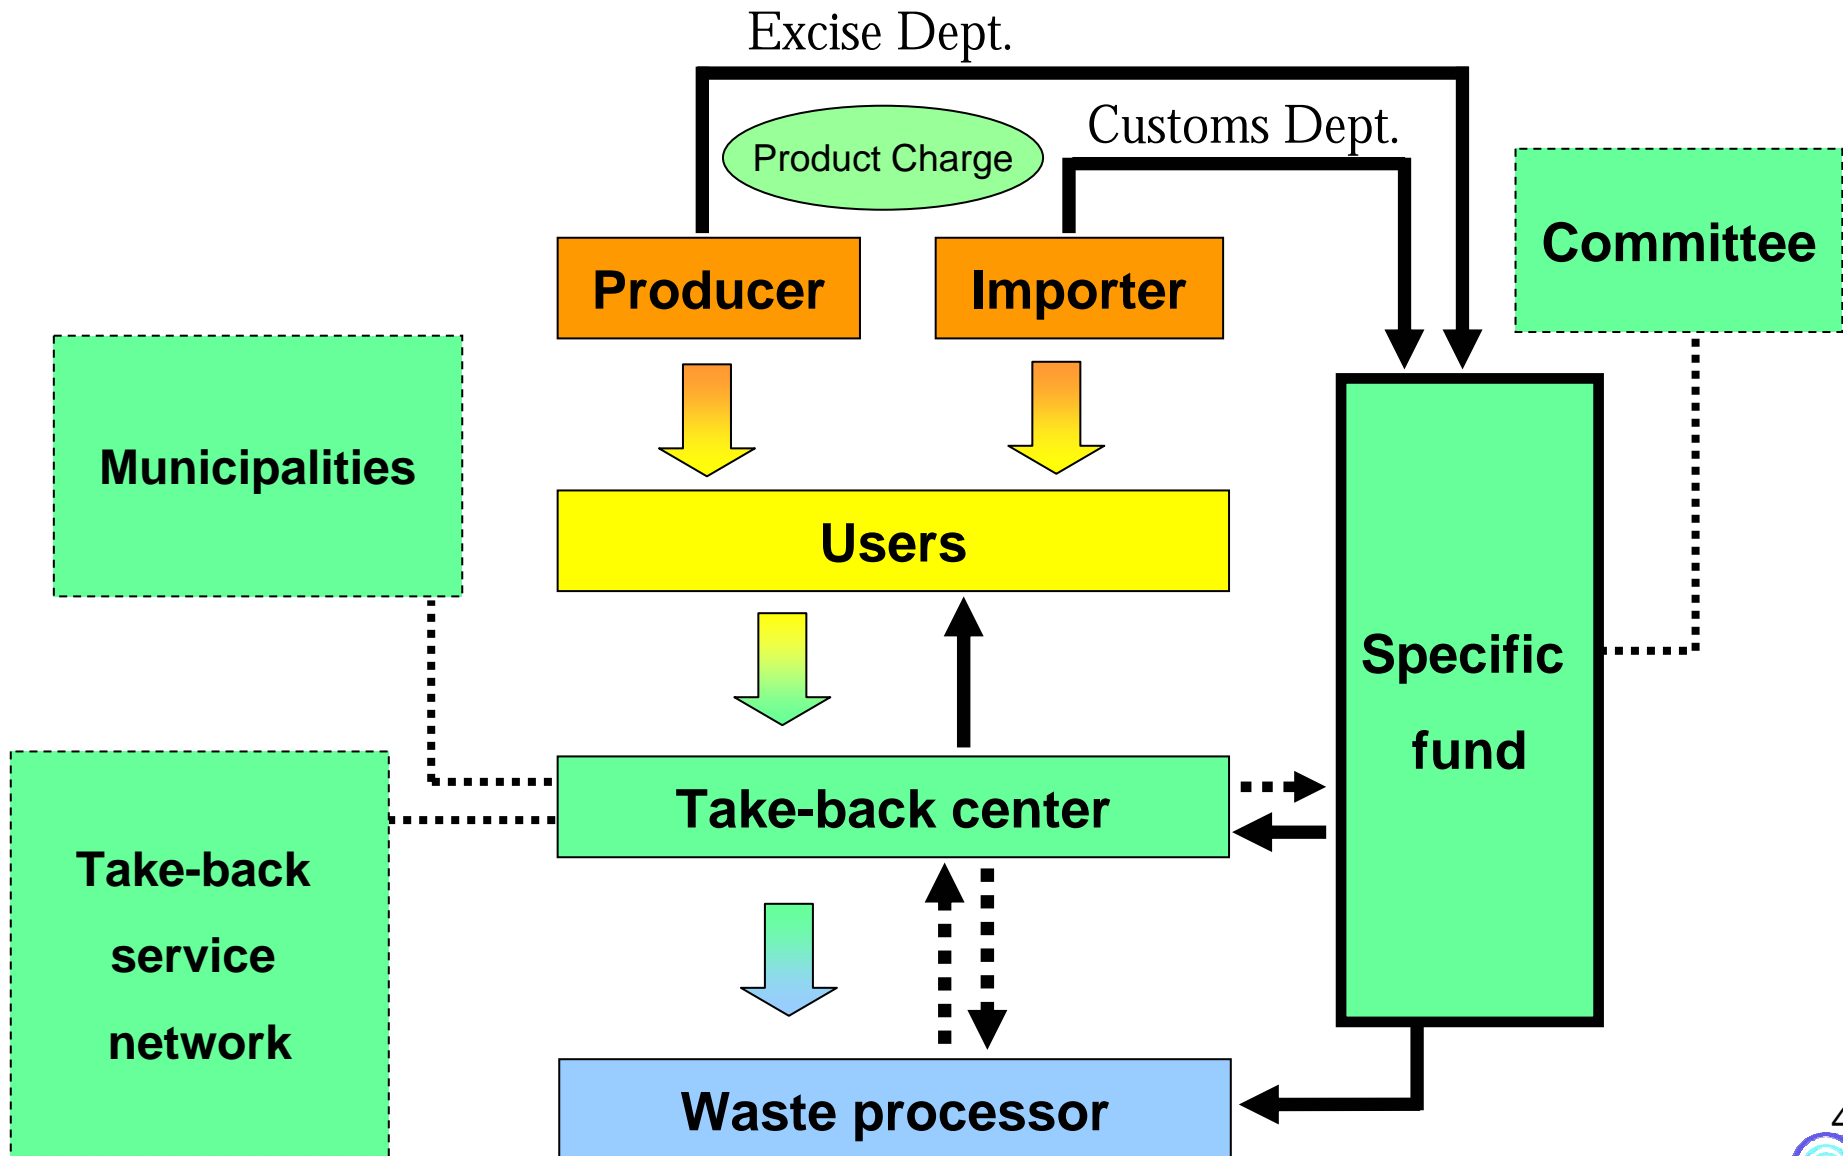 Excise Dept.
Customs Dept.
Product Charge
Committee
Producer
Importer
Municipalities
Users
Specific
fund
Take-back center
Take-back
service
network
Waste processor